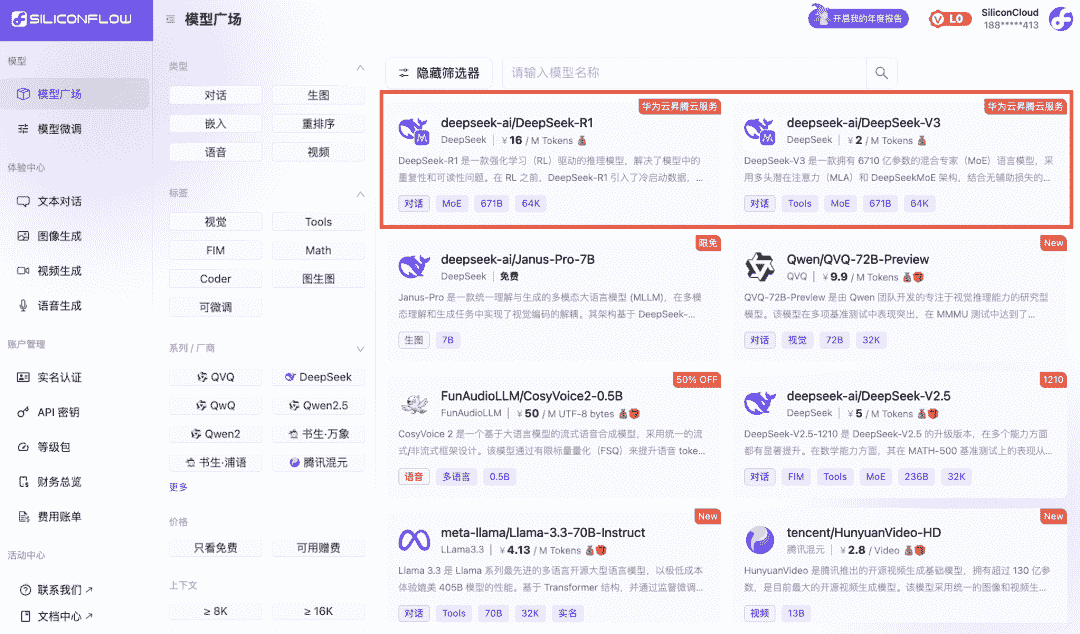 SILICONFLOW
模型
模型广场
模型微调
体验中心
文本对话
图像生成
视频生成
语音生成
账户管理
实名认证
API 密钥
等级包
财务总览
费用账单
活动中心
联系我们 ↗
文档中心 ↗
模型广场
开启我的年度报告
L0
SiliconCloud
188*****413
类型
对话
生图
嵌入
重排序
语音
视频
标签
视觉
Tools
FIM
Math
Coder
图生图
可微调
系列 / 厂商
QVQ
DeepSeek
QwQ
Qwen2.5
Qwen2
书生·万象
书生·浦语
腾讯混元
更多
价格
只看免费
可用赠费
上下文
≥ 8K
≥ 16K
隐藏筛选器
请输入模型名称
华为云昇腾云服务
deepseek-ai/DeepSeek-R1
DeepSeek | ￥16 / M Tokens
DeepSeek-R1 是一款强化学习（RL）驱动的推理模型，解决了模型中的
重复性和可读性问题。在 RL 之前，DeepSeek-R1 引入了冷启动数据，...
对话 MoE 671B 64K
华为云昇腾云服务
deepseek-ai/DeepSeek-V3
DeepSeek | ￥2 / M Tokens
DeepSeek-V3 是一款拥有 6710 亿参数的混合专家（MoE）语言模型，采
用多头潜在注意力（MLA）和 DeepSeekMoE 架构，结合无辅助损失的...
对话 Tools MoE 671B 64K
限免
deepseek-ai/Janus-Pro-7B
DeepSeek | 免费
Janus-Pro 是一款统一理解与生成的多模态大语言模型 (MLLM)，在多模
态理解和生成任务中实现了视觉编码的解耦。其架构基于 DeepSeek-...
生图 7B
New
Qwen/QVQ-72B-Preview
QVQ | ￥9.9 / M Tokens
QVQ-72B-Preview 是由 Qwen 团队开发的专注于视觉推理能力的研究型
模型。该模型在多项基准测试中表现突出，在 MMMU 测试中达到了...
对话 视觉 72B 32K
50% OFF
FunAudioLLM/CosyVoice2-0.5B
FunAudioLLM | ￥50 / M UTF-8 bytes
CosyVoice 2 是一个基于大语言模型的流式语音合成模型，采用统一的流
式/非流式框架设计。该模型通过有限标量量化（FSQ）来提升语音 toke...
语音 多语言 0.5B
1210
deepseek-ai/DeepSeek-V2.5
DeepSeek | ￥5 / M Tokens
DeepSeek-V2.5-1210 是 DeepSeek-V2.5 的升级版本，在多个能力方面
都有显著提升。在数学能力方面，其在 MATH-500 基准测试上的表现从...
对话 FIM Tools MoE 236B 32K
New
meta-llama/Llama-3.3-70B-Instruct
LLama3.3 | ￥4.13 / M Tokens
Llama 3.3 是 Llama 系列最先进的多语言开源大型语言模型，以极低成本
体验媲美 405B 模型的性能。基于 Transformer 结构，并通过监督微调...
对话 Tools 70B 32K 实名
New
tencent/HunyuanVideo-HD
腾讯混元 | ￥2.8 / Video
HunyuanVideo 是腾讯推出的开源视频生成基础模型，拥有超过 130 亿参
数，是目前最大的开源视频生成模型。该模型采用统一的图像和视频生...
视频 13B